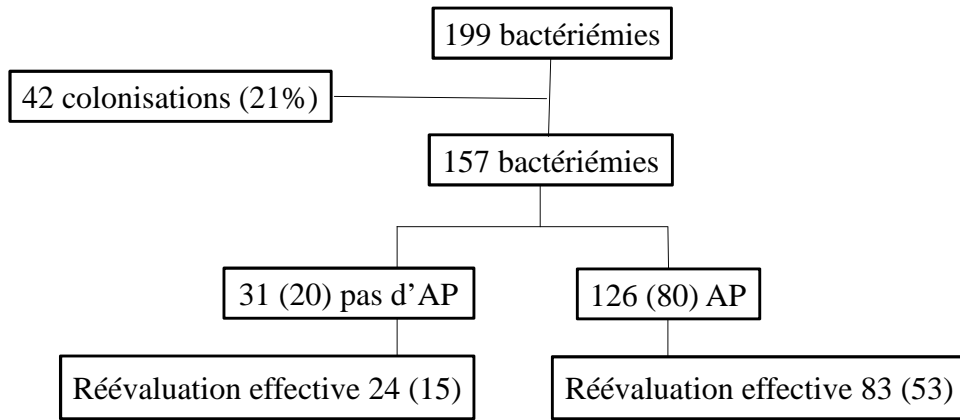 199 bactériémies
42 colonisations (21%)
157 bactériémies
31 (20) pas d’AP
126 (80) AP
Réévaluation effective 24 (15)
Réévaluation effective 83 (53)